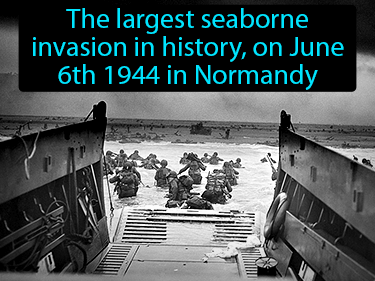 The largest seaborne
invasion in history, on June
6th 1944 in Normandy